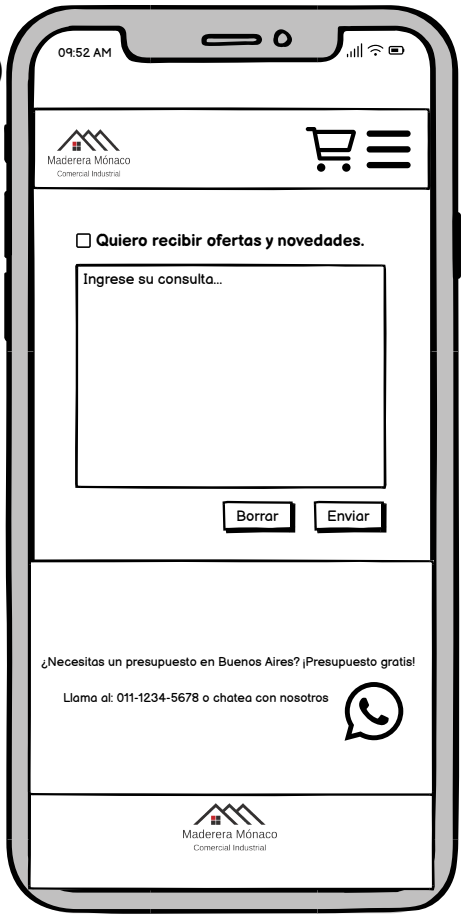 09:52 AM
Maderera Mónaco
Comercial Industrial
Quiero recibir ofertas y novedades.
Ingrese su consulta...
Borrar
Enviar
¿Necesitas un presupuesto en Buenos Aires? ¡Presupuesto gratis!
Llama al: 011-1234-5678 o chatea con nosotros
Maderera Mónaco
Comercial Industrial